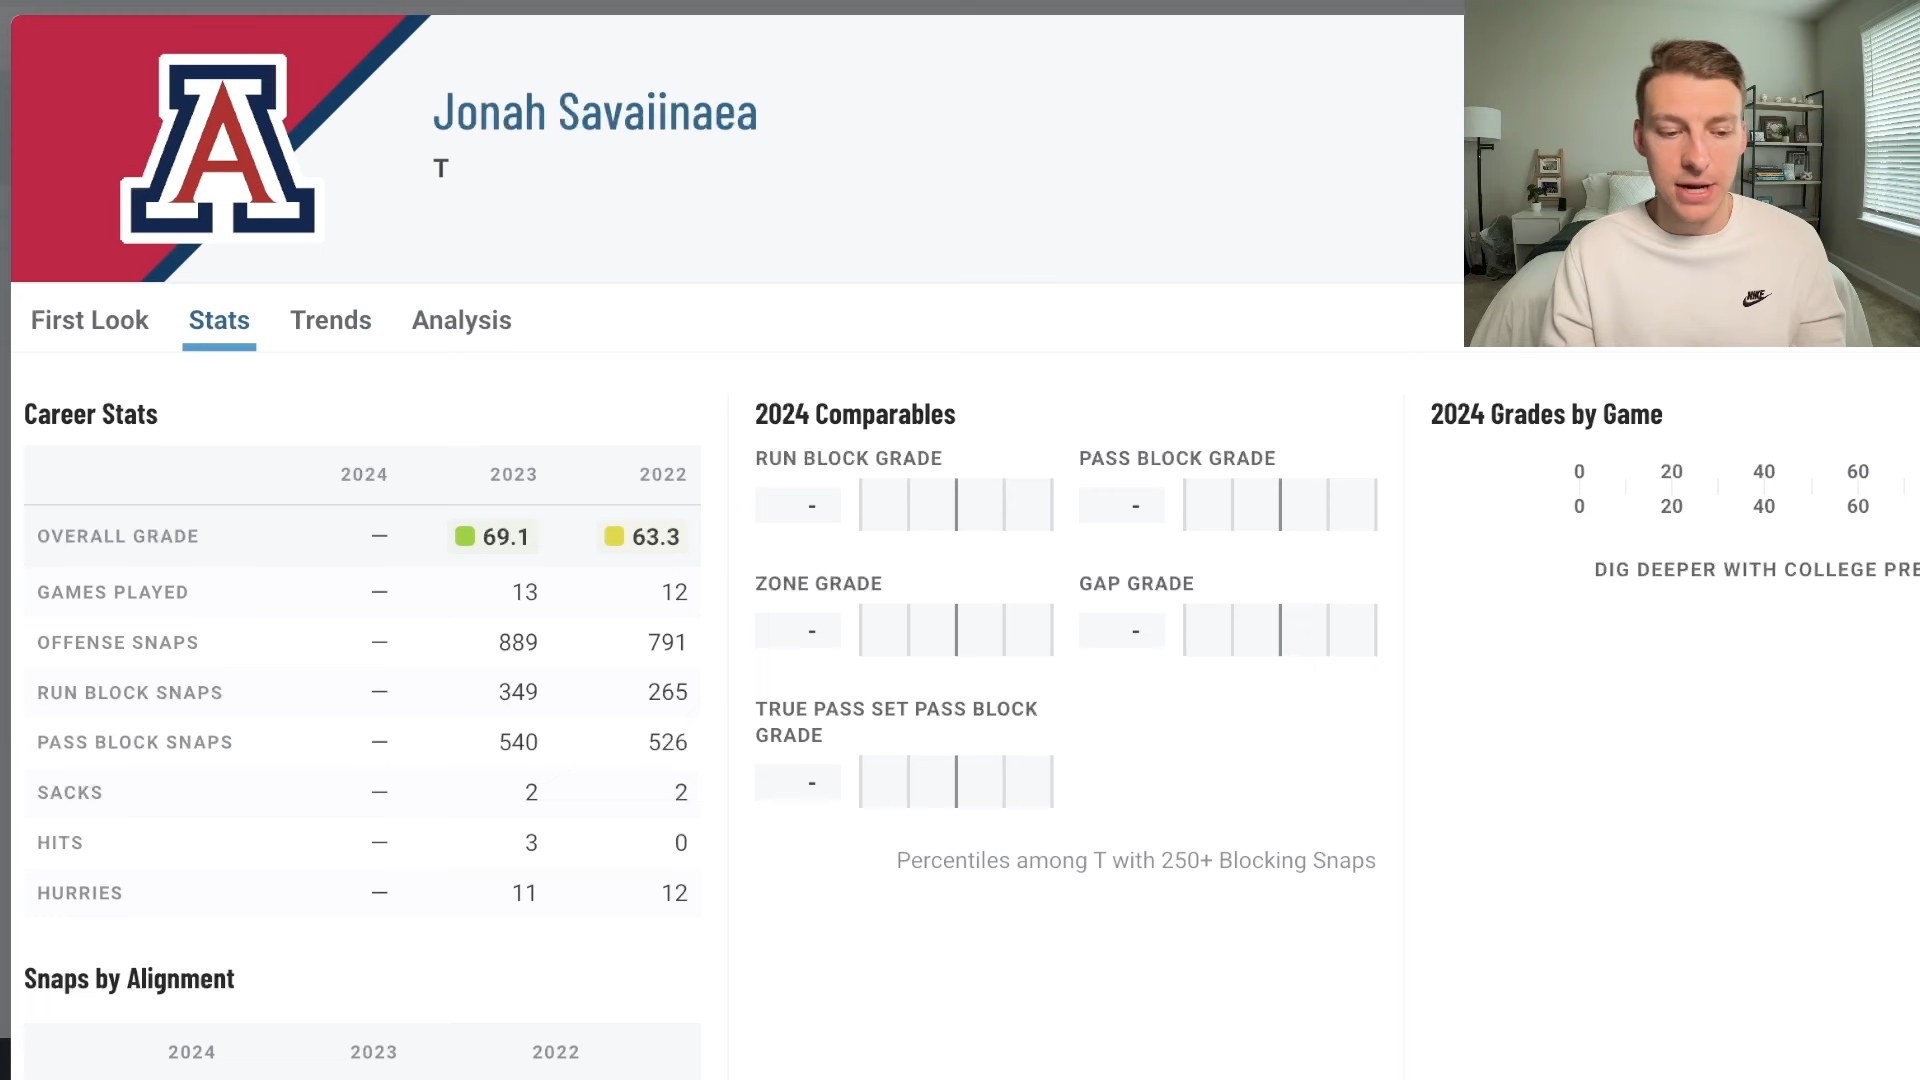 A
Jonah Savaiinaea
T
First Look Stats Trends Analysis
Career Stats
2024 2023 2022
OVERALL GRADE — 69.1 63.3
GAMES PLAYED — 13 12
OFFENSE SNAPS — 889 791
RUN BLOCK SNAPS — 349 265
PASS BLOCK SNAPS — 540 526
SACKS — 2 2
HITS — 3 0
HURRIES — 11 12
Snaps by Alignment
2024 2023 2022
2024 Comparables
RUN BLOCK GRADE PASS BLOCK GRADE
- -
ZONE GRADE GAP GRADE
- -
TRUE PASS SET PASS BLOCK
GRADE
-
Percentiles among T with 250+ Blocking Snaps
2024 Grades by Game
0 20 40 60
0 20 40 60
DIG DEEPER WITH COLLEGE PRE
NIKE